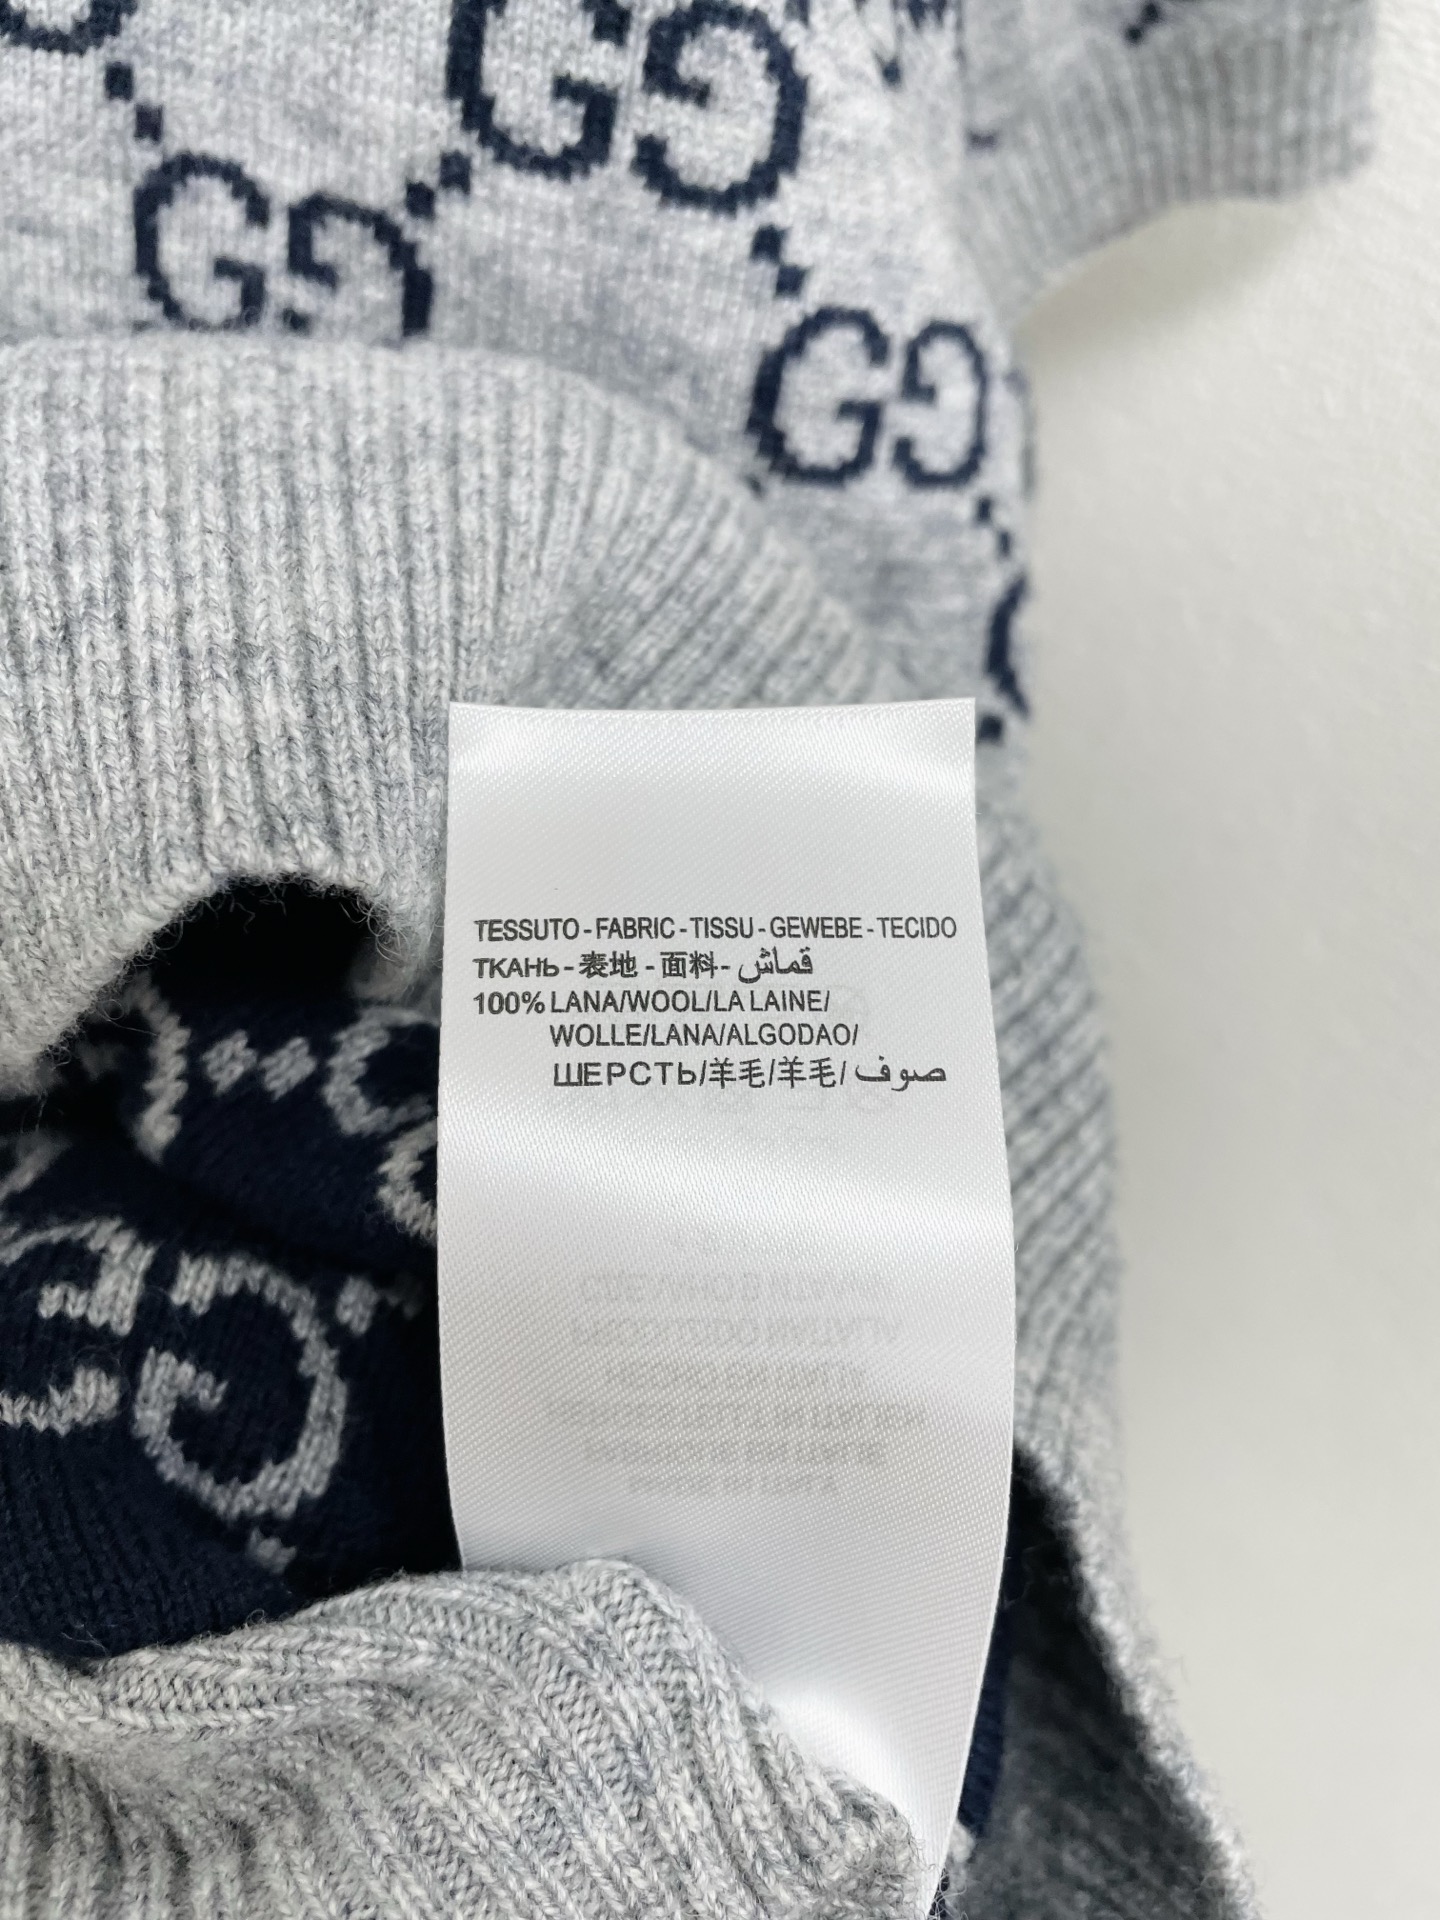 TESSUTO - FABRIC - TISSU - GEWEBE - TECIDO
ТКАНЬ - 表地 - 面料 - قماش
100% LANA/WOOL/LA LAINE/
WOLLE/LANA/ALGODAO/
ШЕРСТЬ/羊毛/羊毛/ صوف